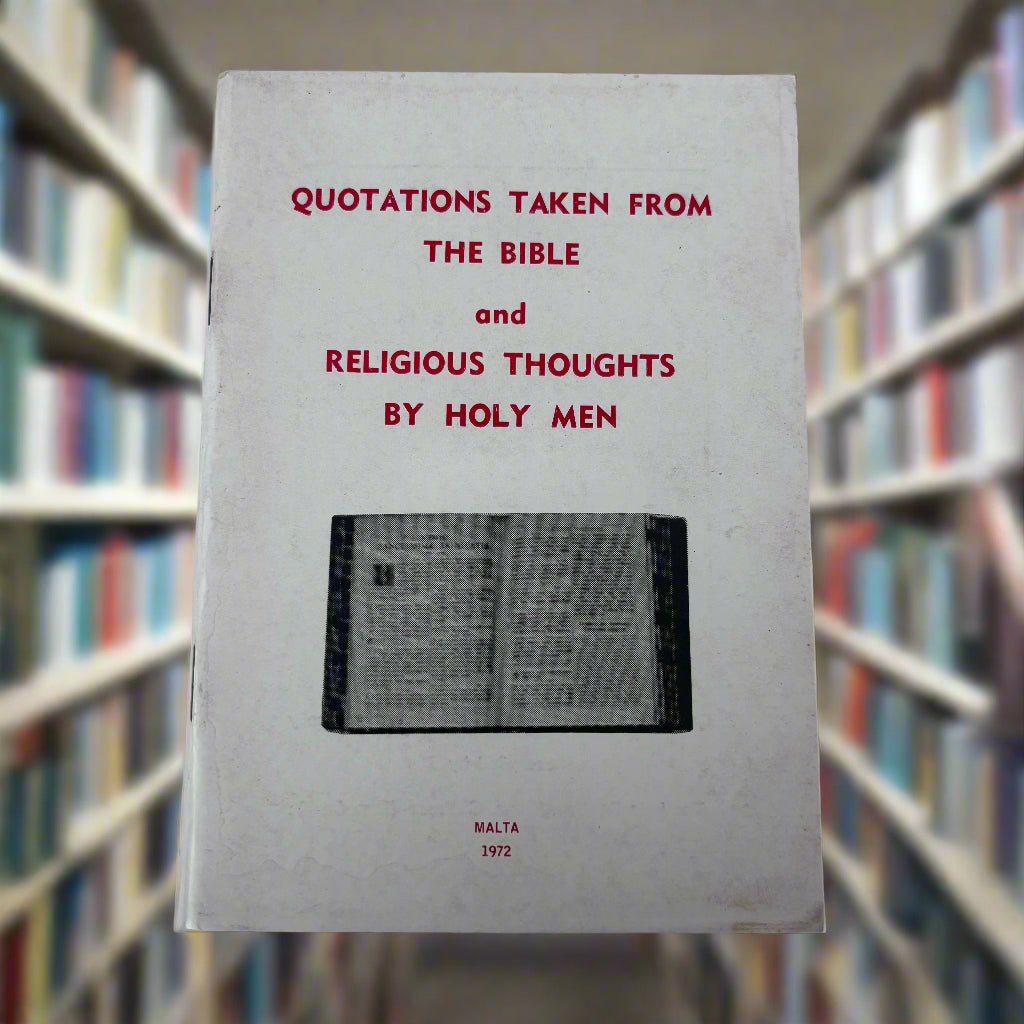 QUOTATIONS TAKEN FROM
THE BIBLE
and
RELIGIOUS THOUGHTS
BY HOLY MEN
MALTA
1972